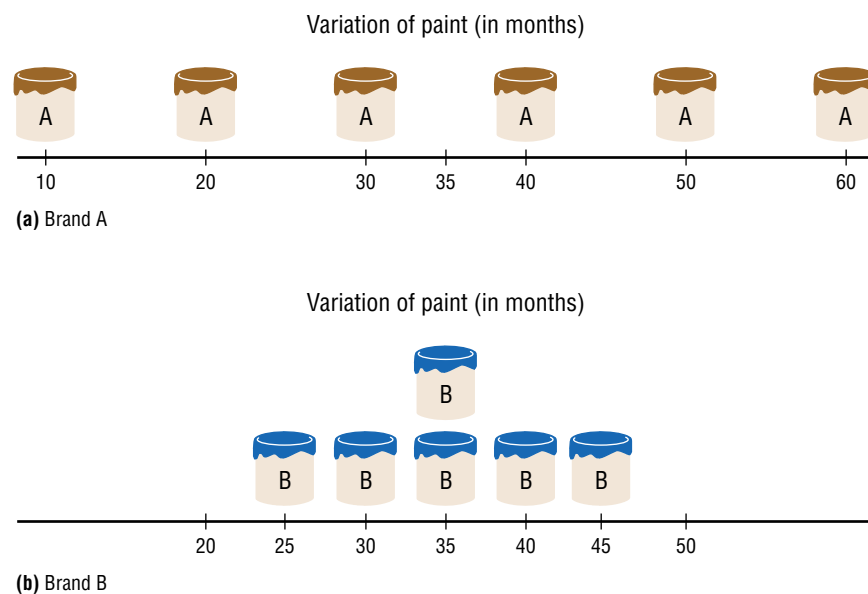 Variation of paint (in months)
A A A A A A
10 20 30 35 40 50 60
(a) Brand A
Variation of paint (in months)
B
B B B B B
20 25 30 35 40 45 50
(b) Brand B